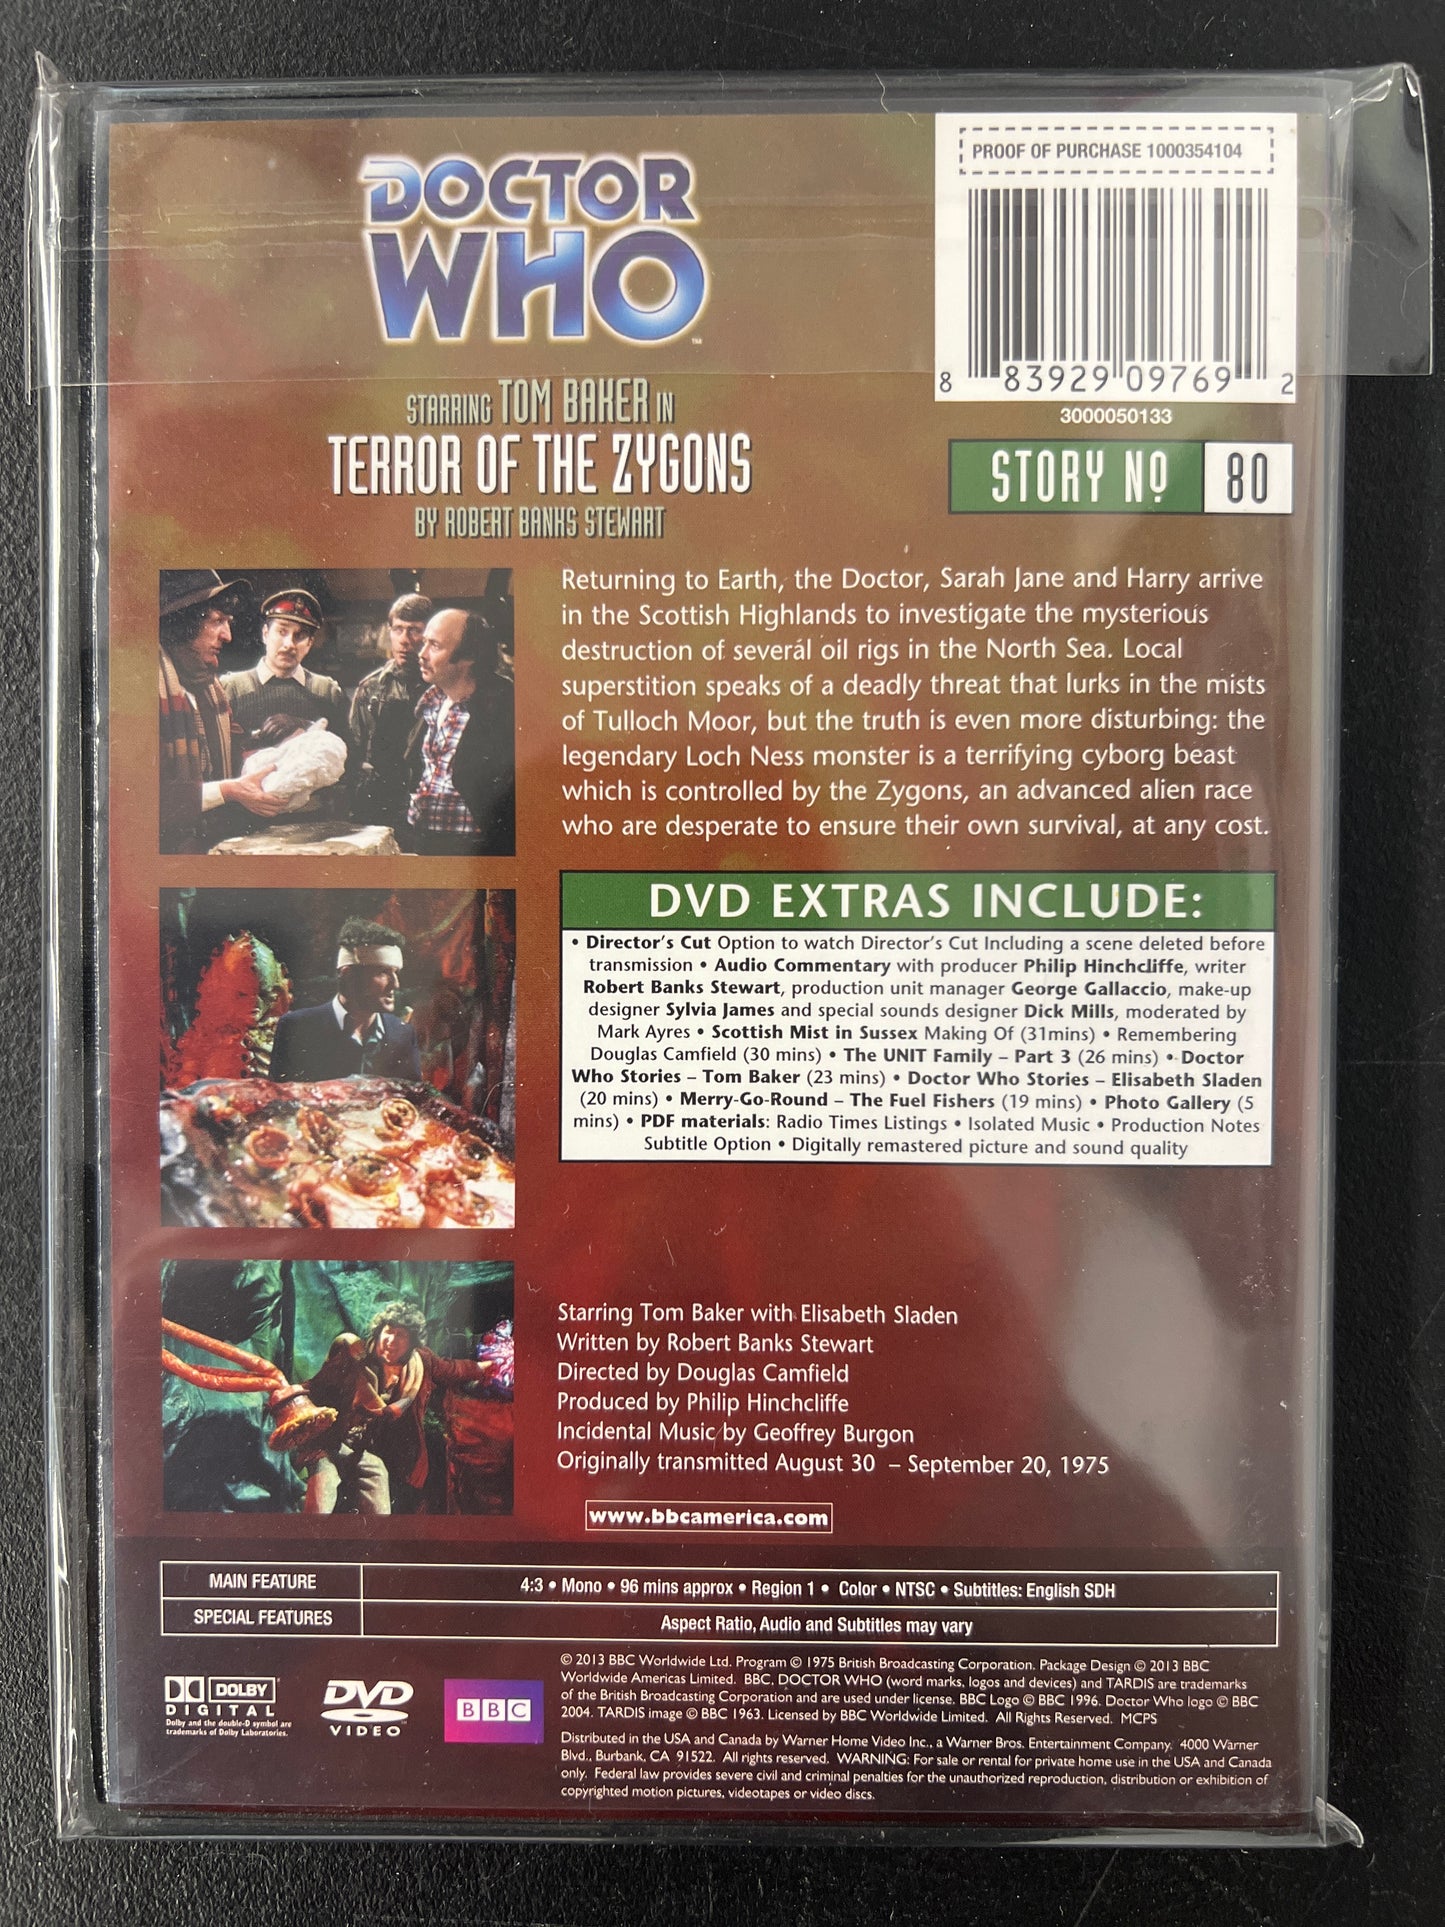 PROOF OF PURCHASE 1000354104
DOCTOR
WHO
™
8 83929 09769 2
3000050133
STARRING TOM BAKER IN
TERROR OF THE ZYGONS
BY ROBERT BANKS STEWART
STORY Nº 80
Returning to Earth, the Doctor, Sarah Jane and Harry arrive
in the Scottish Highlands to investigate the mysterious
destruction of several oil rigs in the North Sea. Local
superstition speaks of a deadly threat that lurks in the mists
of Tulloch Moor, but the truth is even more disturbing: the
legendary Loch Ness monster is a terrifying cyborg beast
which is controlled by the Zygons, an advanced alien race
who are desperate to ensure their own survival, at any cost.
DVD EXTRAS INCLUDE:
• Director's Cut Option to watch Director's Cut Including a scene deleted before
transmission • Audio Commentary with producer Philip Hinchcliffe, writer
Robert Banks Stewart, production unit manager George Gallaccio, make-up
designer Sylvia James and special sounds designer Dick Mills, moderated by
Mark Ayres • Scottish Mist in Sussex Making Of (31mins) • Remembering
Douglas Camfield (30 mins) • The UNIT Family – Part 3 (26 mins) • Doctor
Who Stories – Tom Baker (23 mins) • Doctor Who Stories – Elisabeth Sladen
(20 mins) • Merry-Go-Round – The Fuel Fishers (19 mins) • Photo Gallery (5
mins) • PDF materials: Radio Times Listings • Isolated Music • Production Notes
Subtitle Option • Digitally remastered picture and sound quality
Starring Tom Baker with Elisabeth Sladen
Written by Robert Banks Stewart
Directed by Douglas Camfield
Produced by Philip Hinchcliffe
Incidental Music by Geoffrey Burgon
Originally transmitted August 30 – September 20, 1975
www.bbcamerica.com
MAIN FEATURE 4:3 • Mono • 96 mins approx • Region 1 • Color • NTSC • Subtitles: English SDH
SPECIAL FEATURES Aspect Ratio, Audio and Subtitles may vary
DOLBY
DIGITAL
Dolby and the double-D symbol are
trademarks of Dolby Laboratories.
DVD
VIDEO™
BBC
© 2013 BBC Worldwide Ltd. Program © 1975 British Broadcasting Corporation. Package Design © 2013 BBC
Worldwide Americas Limited. BBC, DOCTOR WHO (word marks, logos and devices) and TARDIS are trademarks
of the British Broadcasting Corporation and are used under license. BBC Logo © BBC 1996. Doctor Who logo © BBC
2004. TARDIS image © BBC 1963. Licensed by BBC Worldwide Limited. All Rights Reserved. MCPS
Distributed in the USA and Canada by Warner Home Video Inc., a Warner Bros. Entertainment Company. 4000 Warner
Blvd., Burbank, CA 91522. All rights reserved. WARNING: For sale or rental for private home use in the USA and Canada
only. Federal law provides severe civil and criminal penalties for the unauthorized reproduction, distribution or exhibition of
copyrighted motion pictures, videotapes or video discs.